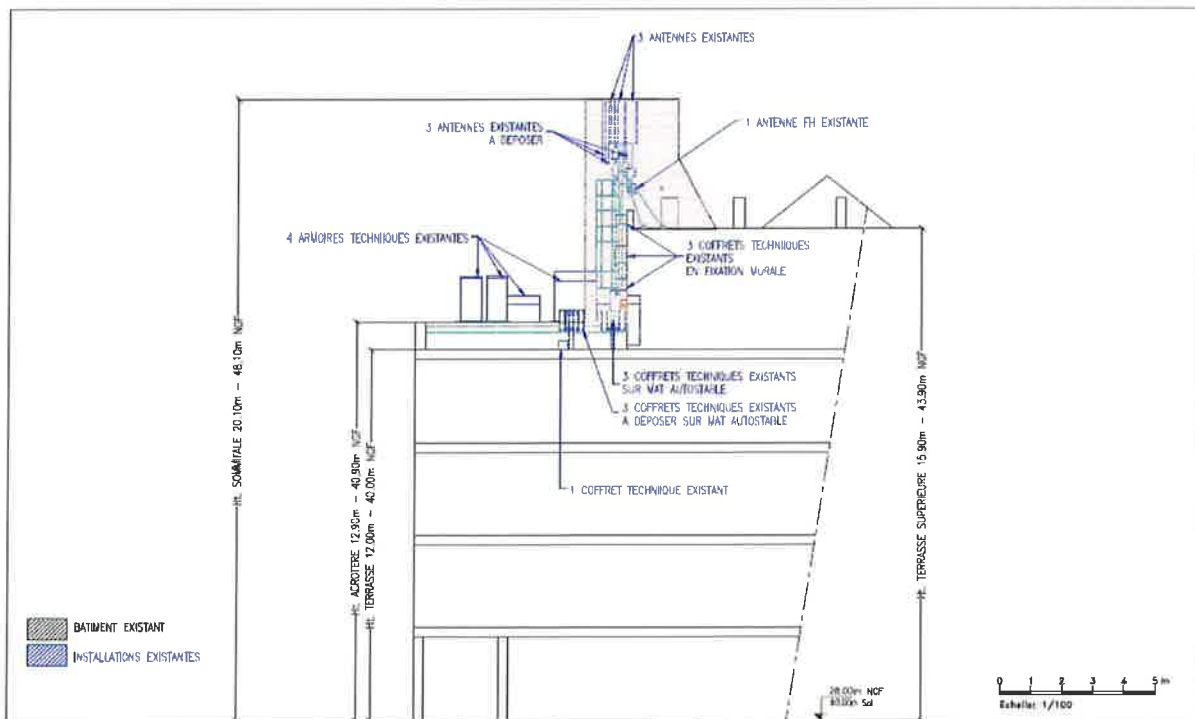 3 ANTENNES EXISTANTES
3 ANTENNES EXISTANTES
A DEPOSER
1 ANTENNE FH EXISTANTE
4 ARMOIRES TECHNIQUES EXISTANTES
3 COFFRETS TECHNIQUES
EXISTANTS
EN FIXATION MURALE
3 COFFRETS TECHNIQUES EXISTANTS
SUR MAT AUTOSTABLE
3 COFFRETS TECHNIQUES EXISTANTS
A DEPOSER SUR MAT AUTOSTABLE
1 COFFRET TECHNIQUE EXISTANT
Ht. SOMMITALE 20.10m - 48.10m NGF
Ht. ACROTERE 12.90m - 40.90m NGF
Ht. TERRASSE 12.00m - 40.00m NGF
Ht. TERRASSE SUPERIEURE 15.90m - 43.90m NGF
BATIMENT EXISTANT
INSTALLATIONS EXISTANTES
28.00m NGF
Sol
0 1 2 3 4 5 m
Echelle: 1/100